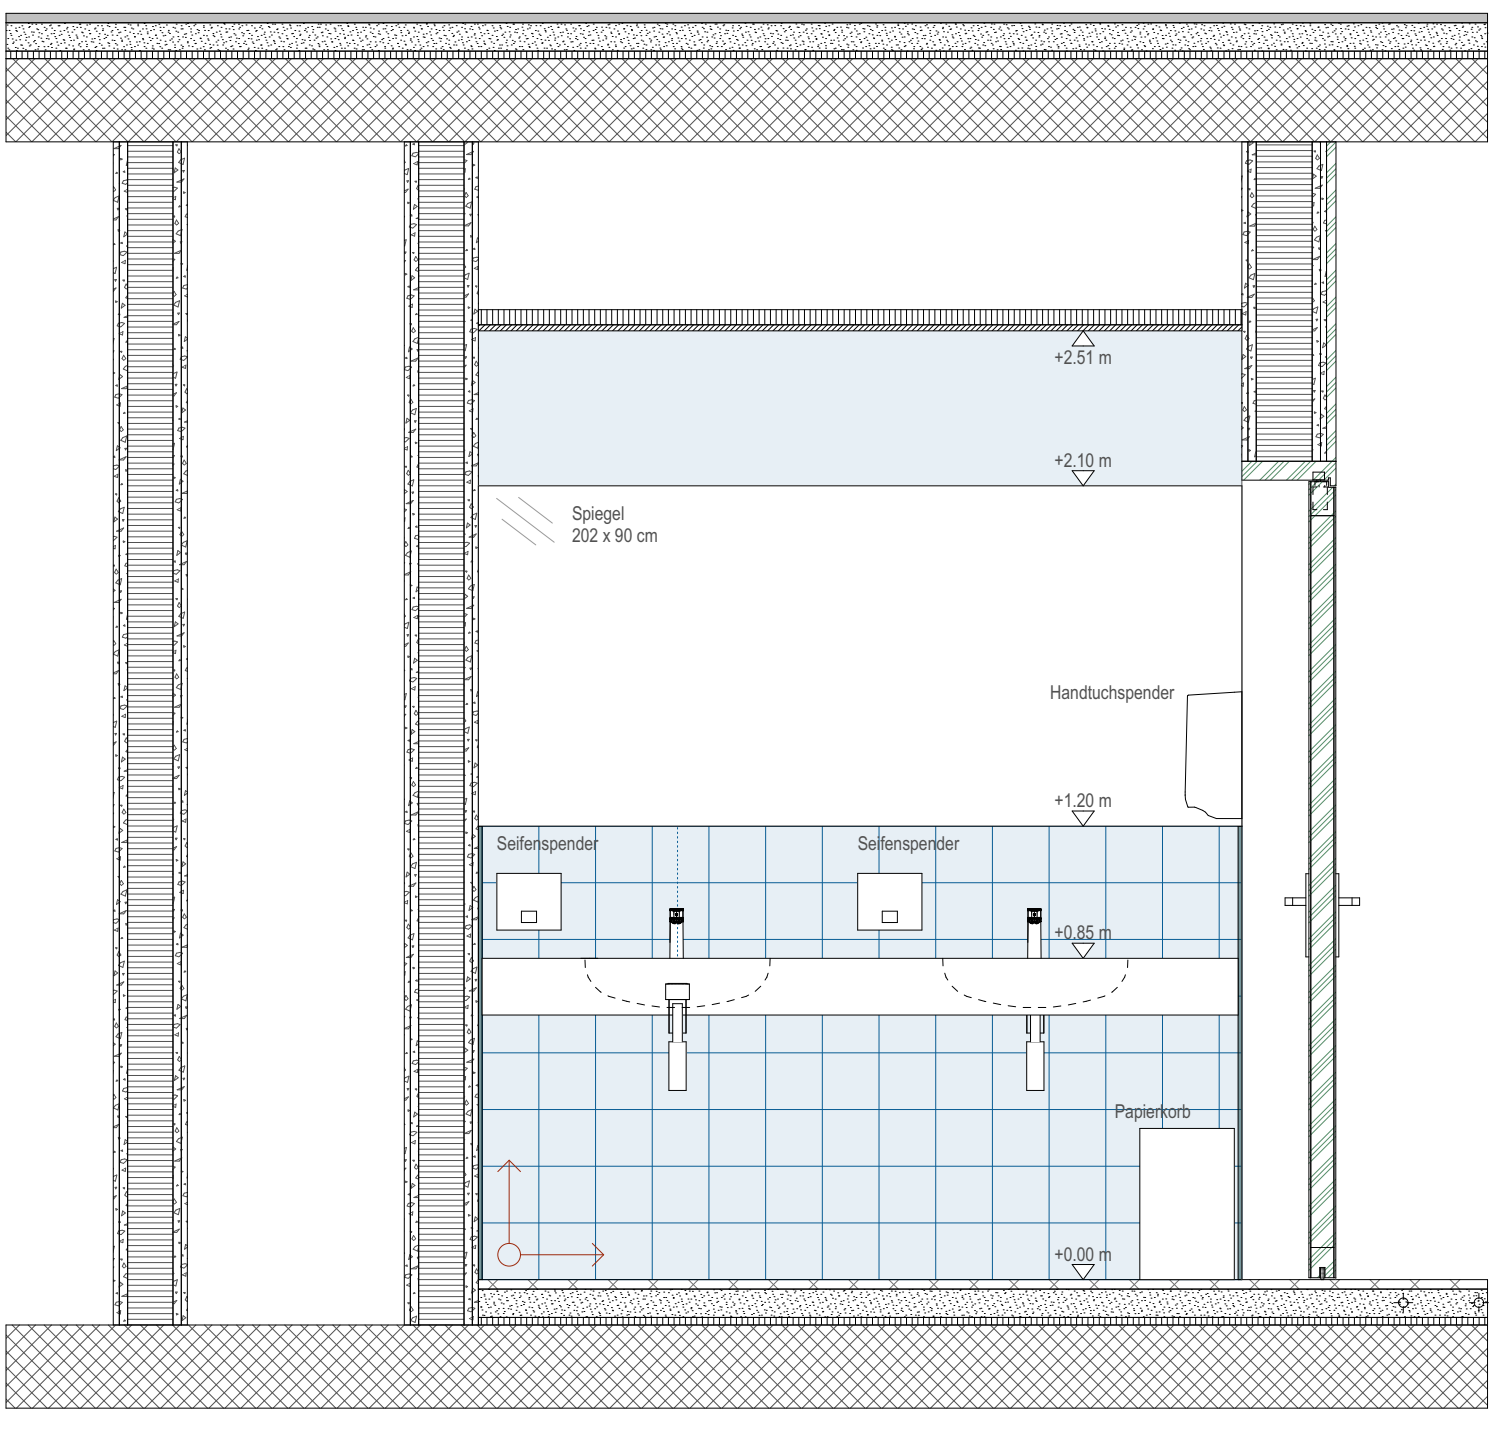 +2.51 m
+2.10 m
Spiegel
202 x 90 cm
Handtuchspender
+1.20 m
Seifenspender
Seifenspender
+0.85 m
Papierkorb
+0.00 m